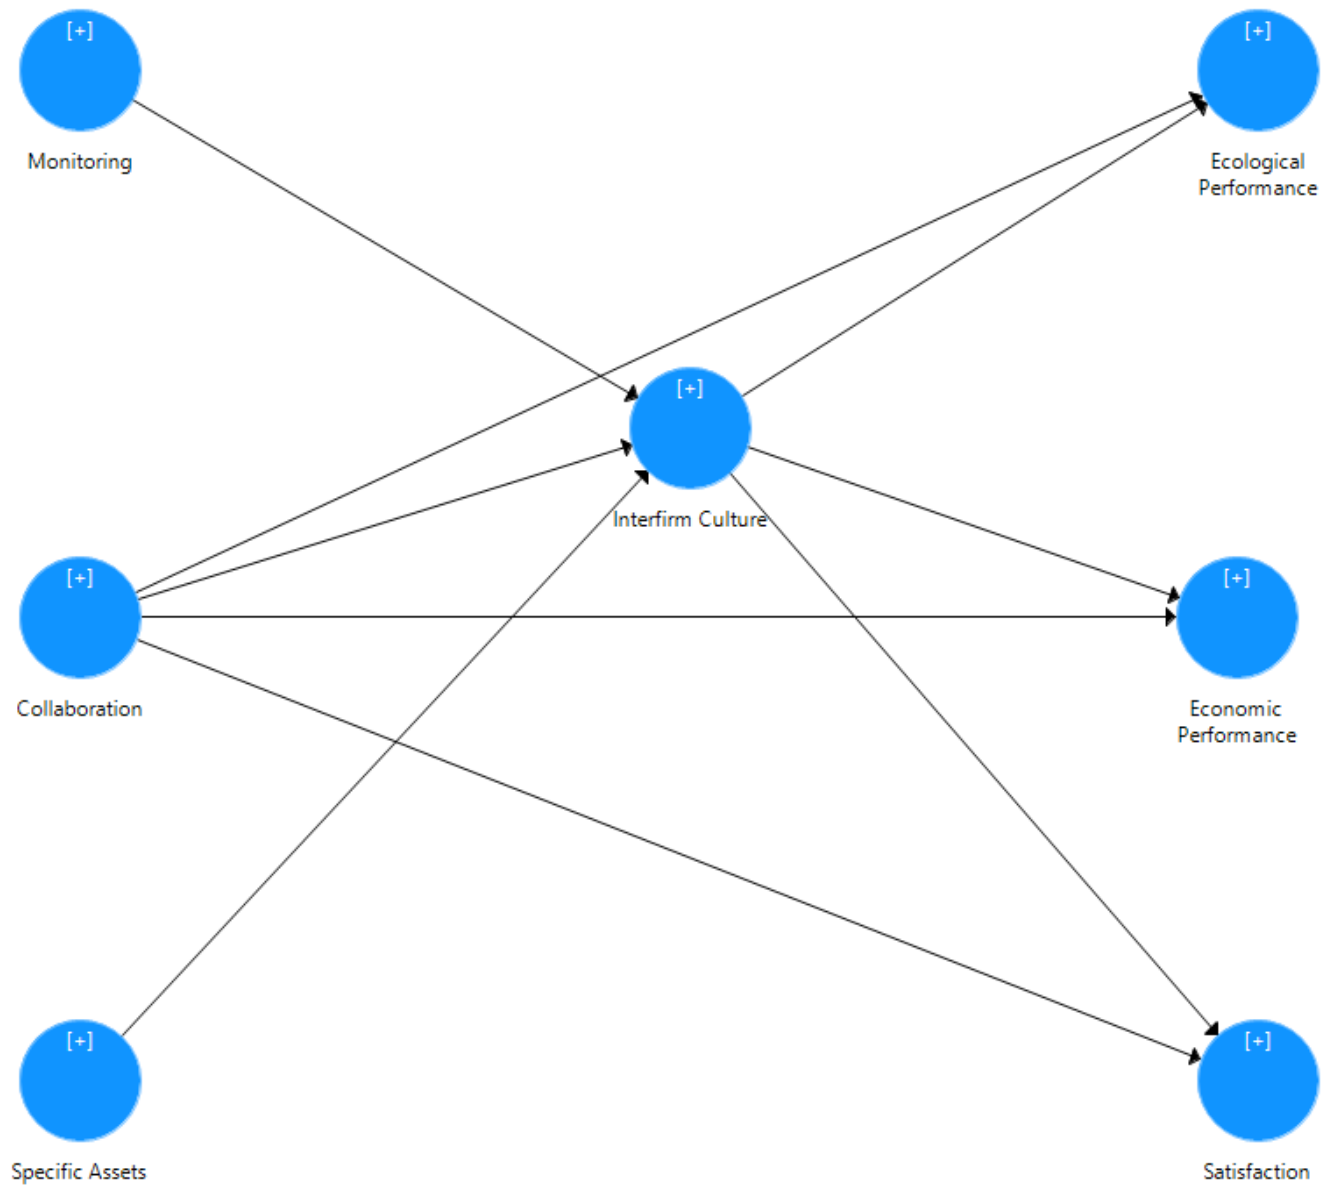 [+]
Monitoring
[+]
Ecological
Performance
[+]
Interfirm Culture
[+]
Collaboration
[+]
Economic
Performance
[+]
Specific Assets
[+]
Satisfaction